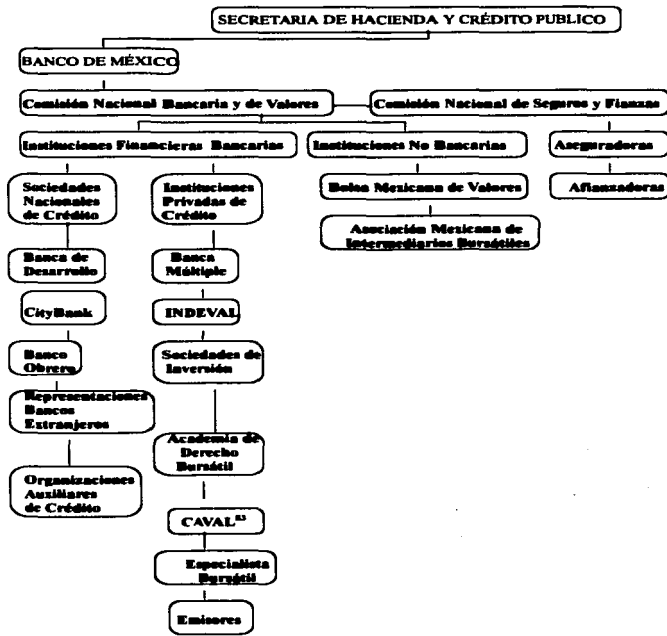 SECRETARIA DE HACIENDA Y CRÉDITO PUBLICO
BANCO DE MÉXICO
Comisión Nacional Bancaria y de Valores
Comisión Nacional de Seguros y Fianzas
Instituciones Financieras Bancarias
Instituciones No Bancarias
Aseguradoras
Sociedades
Nacionales
de Crédito
Instituciones
Privadas de
Crédito
Bolsa Mexicana de Valores
Afianzadoras
Asociación Mexicana de
Intermediarios Bursátiles
Banca de
Desarrollo
Banca
Múltiple
CityBank
INDEVAL
Banco
Obrero
Sociedades de
Inversión
Representaciones
Bancos
Extranjeros
Academia de
Derecho
Bursátil
Organizaciones
Auxiliares
de Crédito
CAVAL
Especialista
Bursátil
Emisores